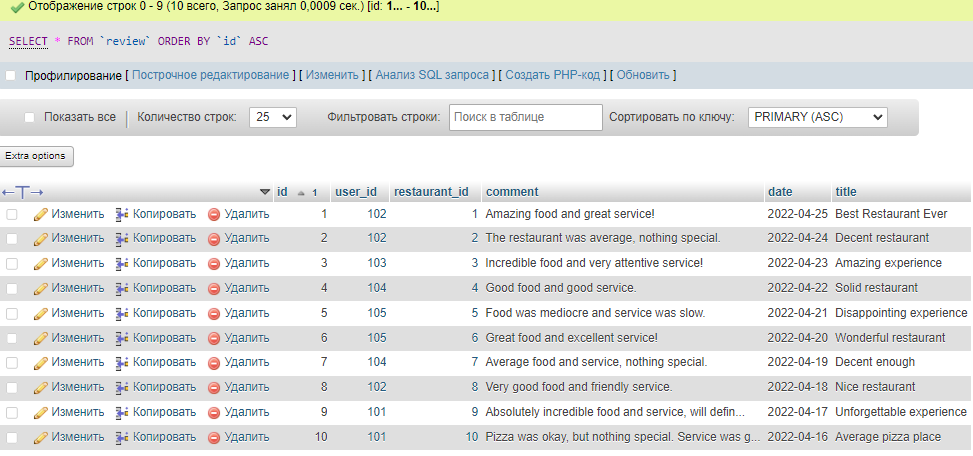 Отображение строк 0 - 9 (10 всего, Запрос занял 0,0009 сек.) [id: 1... - 10...]
SELECT * FROM `review` ORDER BY `id` ASC
Профилирование [ Построчное редактирование ] [ Изменить ] [ Анализ SQL запроса ] [ Создать PHP-код ] [ Обновить ]
Показать все Количество строк: 25 Фильтровать строки: Поиск в таблице Сортировать по ключу: PRIMARY (ASC)
Extra options
←T→ id 1 user_id restaurant_id comment date title
Изменить Копировать Удалить 1 102 1 Amazing food and great service! 2022-04-25 Best Restaurant Ever
Изменить Копировать Удалить 2 102 2 The restaurant was average, nothing special. 2022-04-24 Decent restaurant
Изменить Копировать Удалить 3 103 3 Incredible food and very attentive service! 2022-04-23 Amazing experience
Изменить Копировать Удалить 4 104 4 Good food and good service. 2022-04-22 Solid restaurant
Изменить Копировать Удалить 5 105 5 Food was mediocre and service was slow. 2022-04-21 Disappointing experience
Изменить Копировать Удалить 6 105 6 Great food and excellent service! 2022-04-20 Wonderful restaurant
Изменить Копировать Удалить 7 104 7 Average food and service, nothing special. 2022-04-19 Decent enough
Изменить Копировать Удалить 8 102 8 Very good food and friendly service. 2022-04-18 Nice restaurant
Изменить Копировать Удалить 9 101 9 Absolutely incredible food and service, will defin... 2022-04-17 Unforgettable experience
Изменить Копировать Удалить 10 101 10 Pizza was okay, but nothing special. Service was g... 2022-04-16 Average pizza place